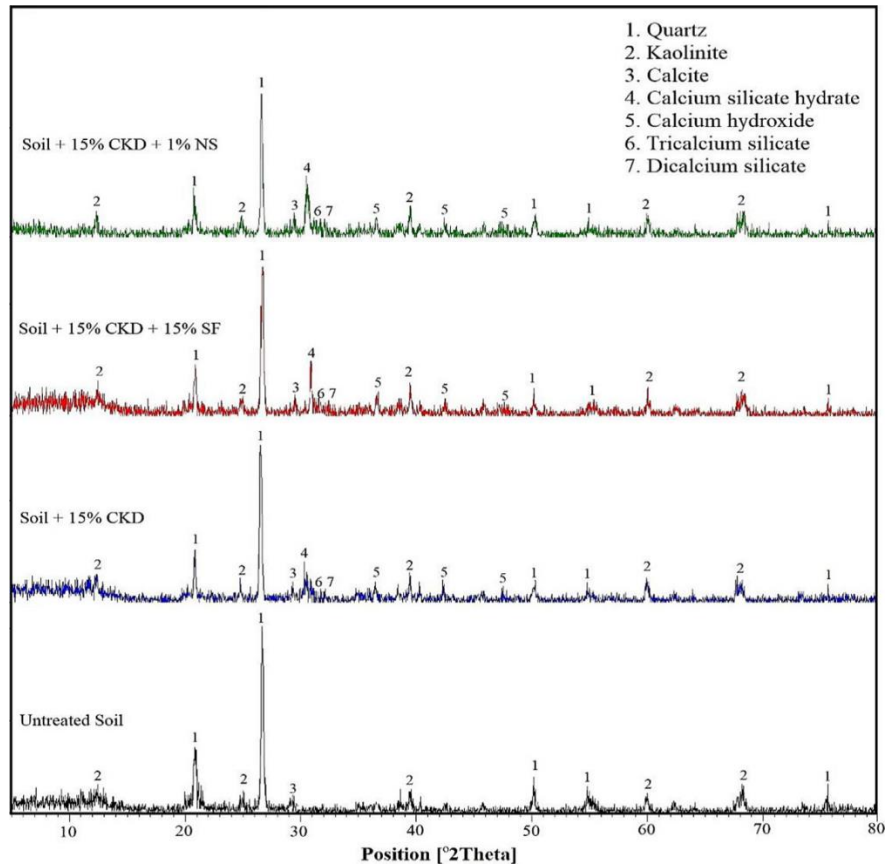 1. Quartz
2. Kaolinite
3. Calcite
4. Calcium silicate hydrate
5. Calcium hydroxide
6. Tricalcium silicate
7. Dicalcium silicate
Soil + 15% CKD + 1% NS
2 1 2 1 3 4 6 7 5 2 5 5 1 1 2 2 1
Soil + 15% CKD + 15% SF
2 1 2 1 3 4 6 7 5 2 5 5 1 1 2 2 1
Soil + 15% CKD
2 1 2 1 3 4 6 7 5 2 5 5 1 1 2 2 1
Untreated Soil
2 1 2 1 3 2 1 1 2 2 1
10 20 30 40 50 60 70 80
Position [°2Theta]